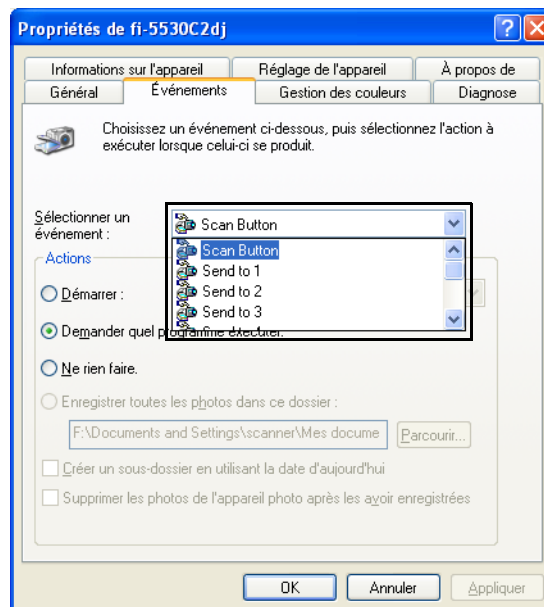 Propriétés de fi-5530C2dj
Informations sur l'appareil Réglage de l'appareil À propos de
Général Événements Gestion des couleurs Diagnose
Choisissez un événement ci-dessous, puis sélectionnez l'action à
exécuter lorsque celui-ci se produit.
Sélectionner un
événement :
Scan Button
Scan Button
Send to 1
Send to 2
Send to 3
Actions
Démarrer :
Demander quel programme exécuter.
Ne rien faire.
Enregistrer toutes les photos dans ce dossier :
F:\Documents and Settings\scanner\Mes docume Parcourir...
Créer un sous-dossier en utilisant la date d'aujourd'hui
Supprimer les photos de l'appareil photo après les avoir enregistrées
OK Annuler Appliquer